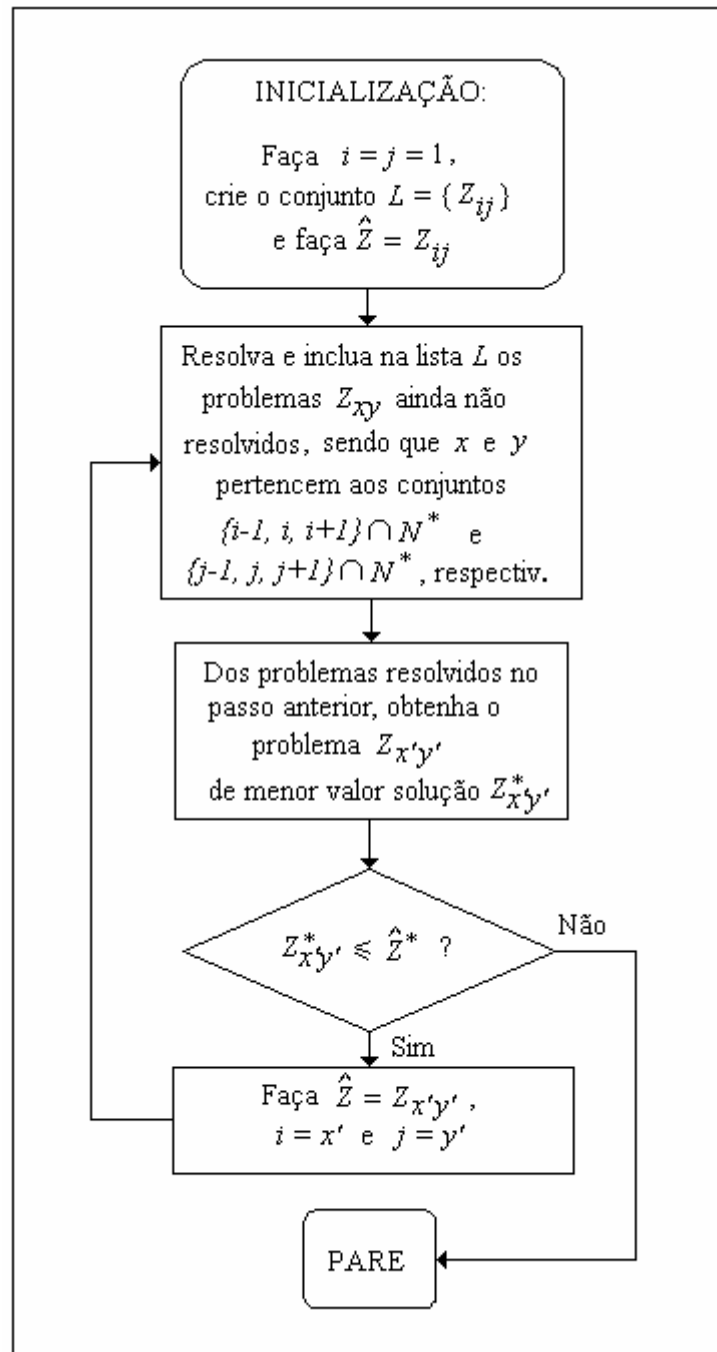 INICIALIZAÇÃO:
Faça i = j = 1,
crie o conjunto L = { Z_ij }
e faça Ẑ = Z_ij
Resolva e inclua na lista L os
problemas Z_xy ainda não
resolvidos, sendo que x e y
pertencem aos conjuntos
{i-1, i, i+1} ∩ N* e
{j-1, j, j+1} ∩ N*, respectiv.
Dos problemas resolvidos no
passo anterior, obtenha o
problema Z_x'y'
de menor valor solução Z*_x'y'
Z*_x'y' ≤ Ẑ* ?
Não
Sim
Faça Ẑ = Z_x'y',
i = x' e j = y'
PARE